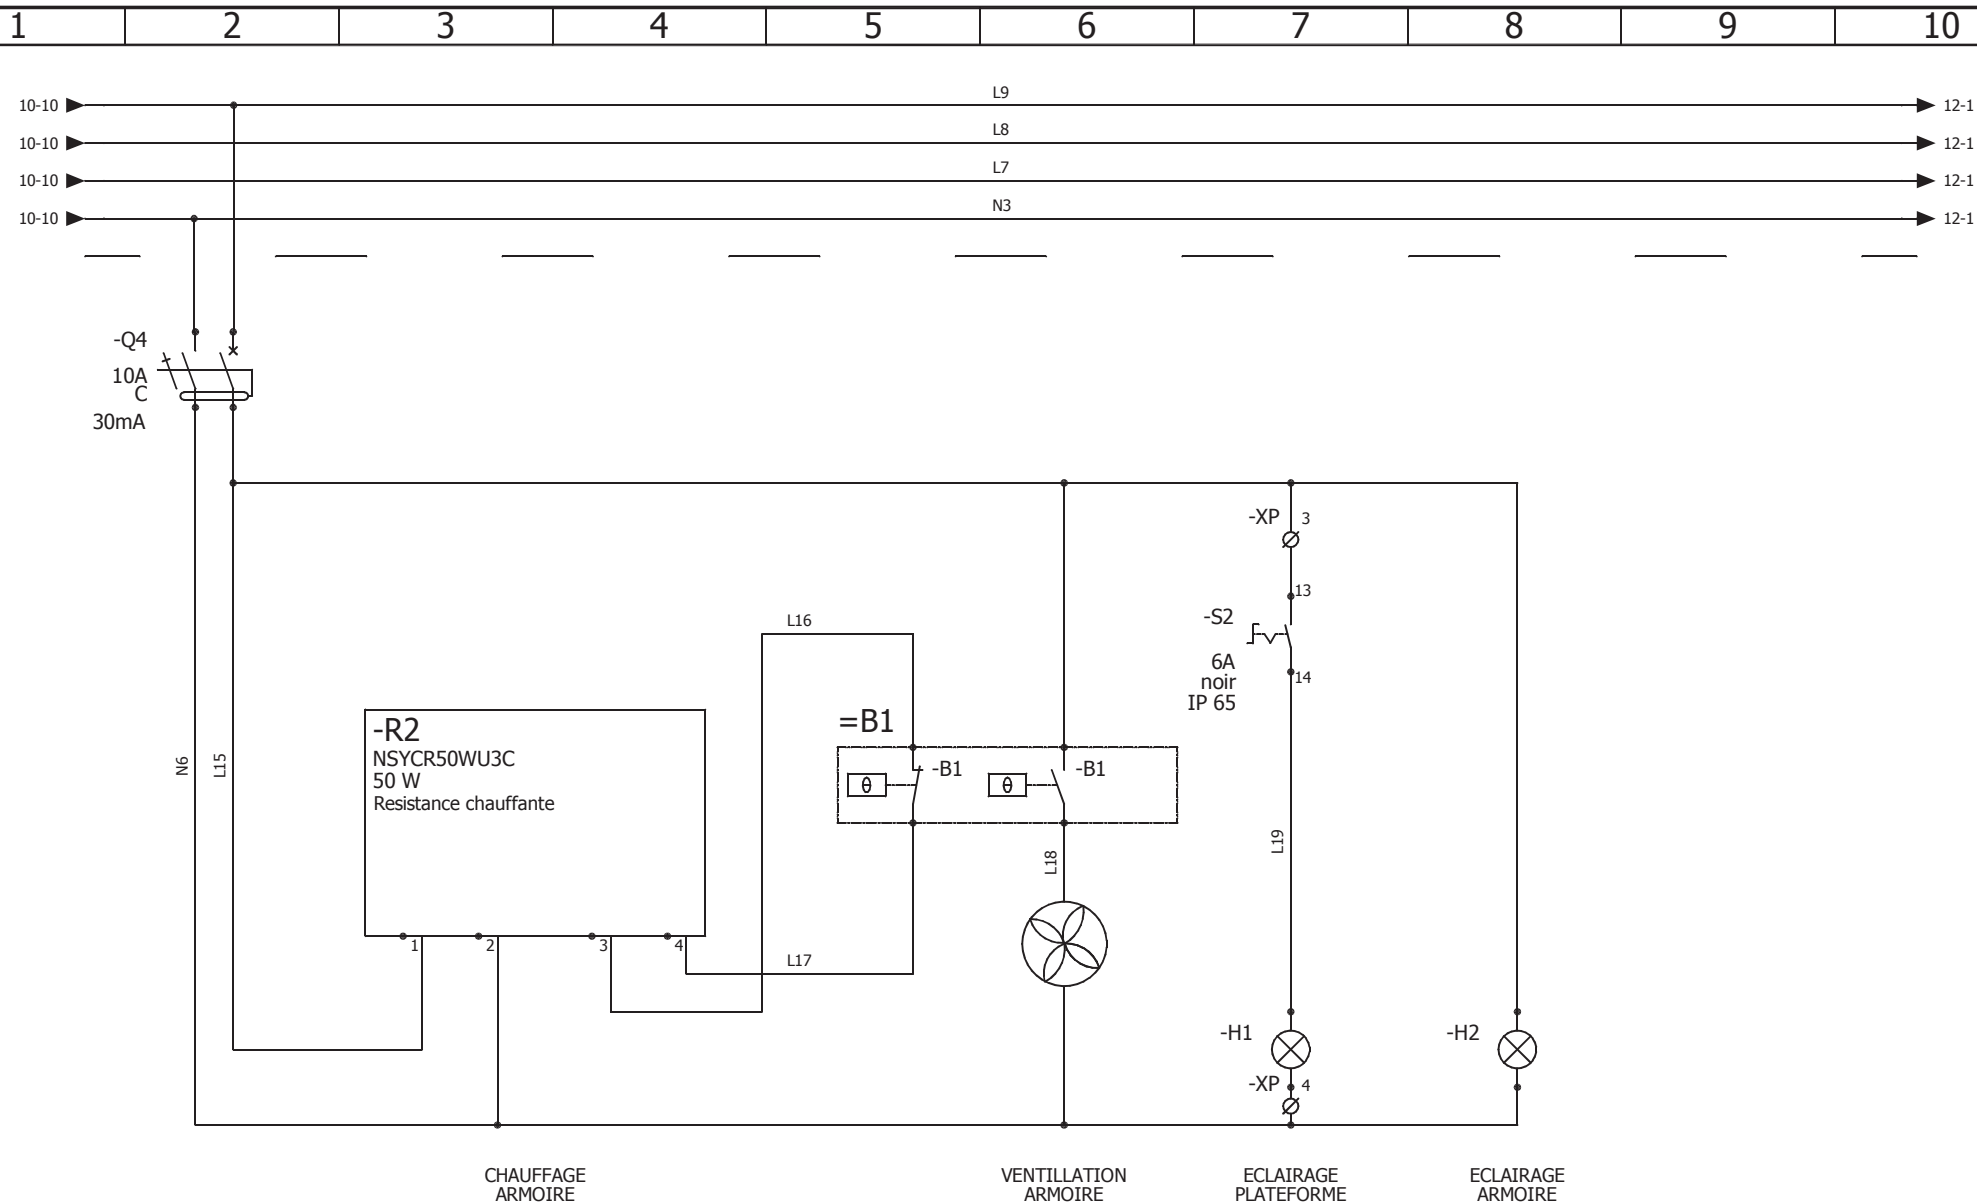 1 2 3 4 5 6 7 8 9 10
10-10 L9 12-1
10-10 L8 12-1
10-10 L7 12-1
10-10 N3 12-1
-Q4
10A
C
30mA
N6
L15
-R2
NSYCR50WU3C
50 W
Resistance chauffante
1 2 3 4
L16
L17
=B1
θ -B1
θ -B1
L18
-XP 3
13
-S2
6A
noir
IP 65
14
L19
-H1
-XP 4
-H2
CHAUFFAGE
ARMOIRE
VENTILLATION
ARMOIRE
ECLAIRAGE
PLATEFORME
ECLAIRAGE
ARMOIRE